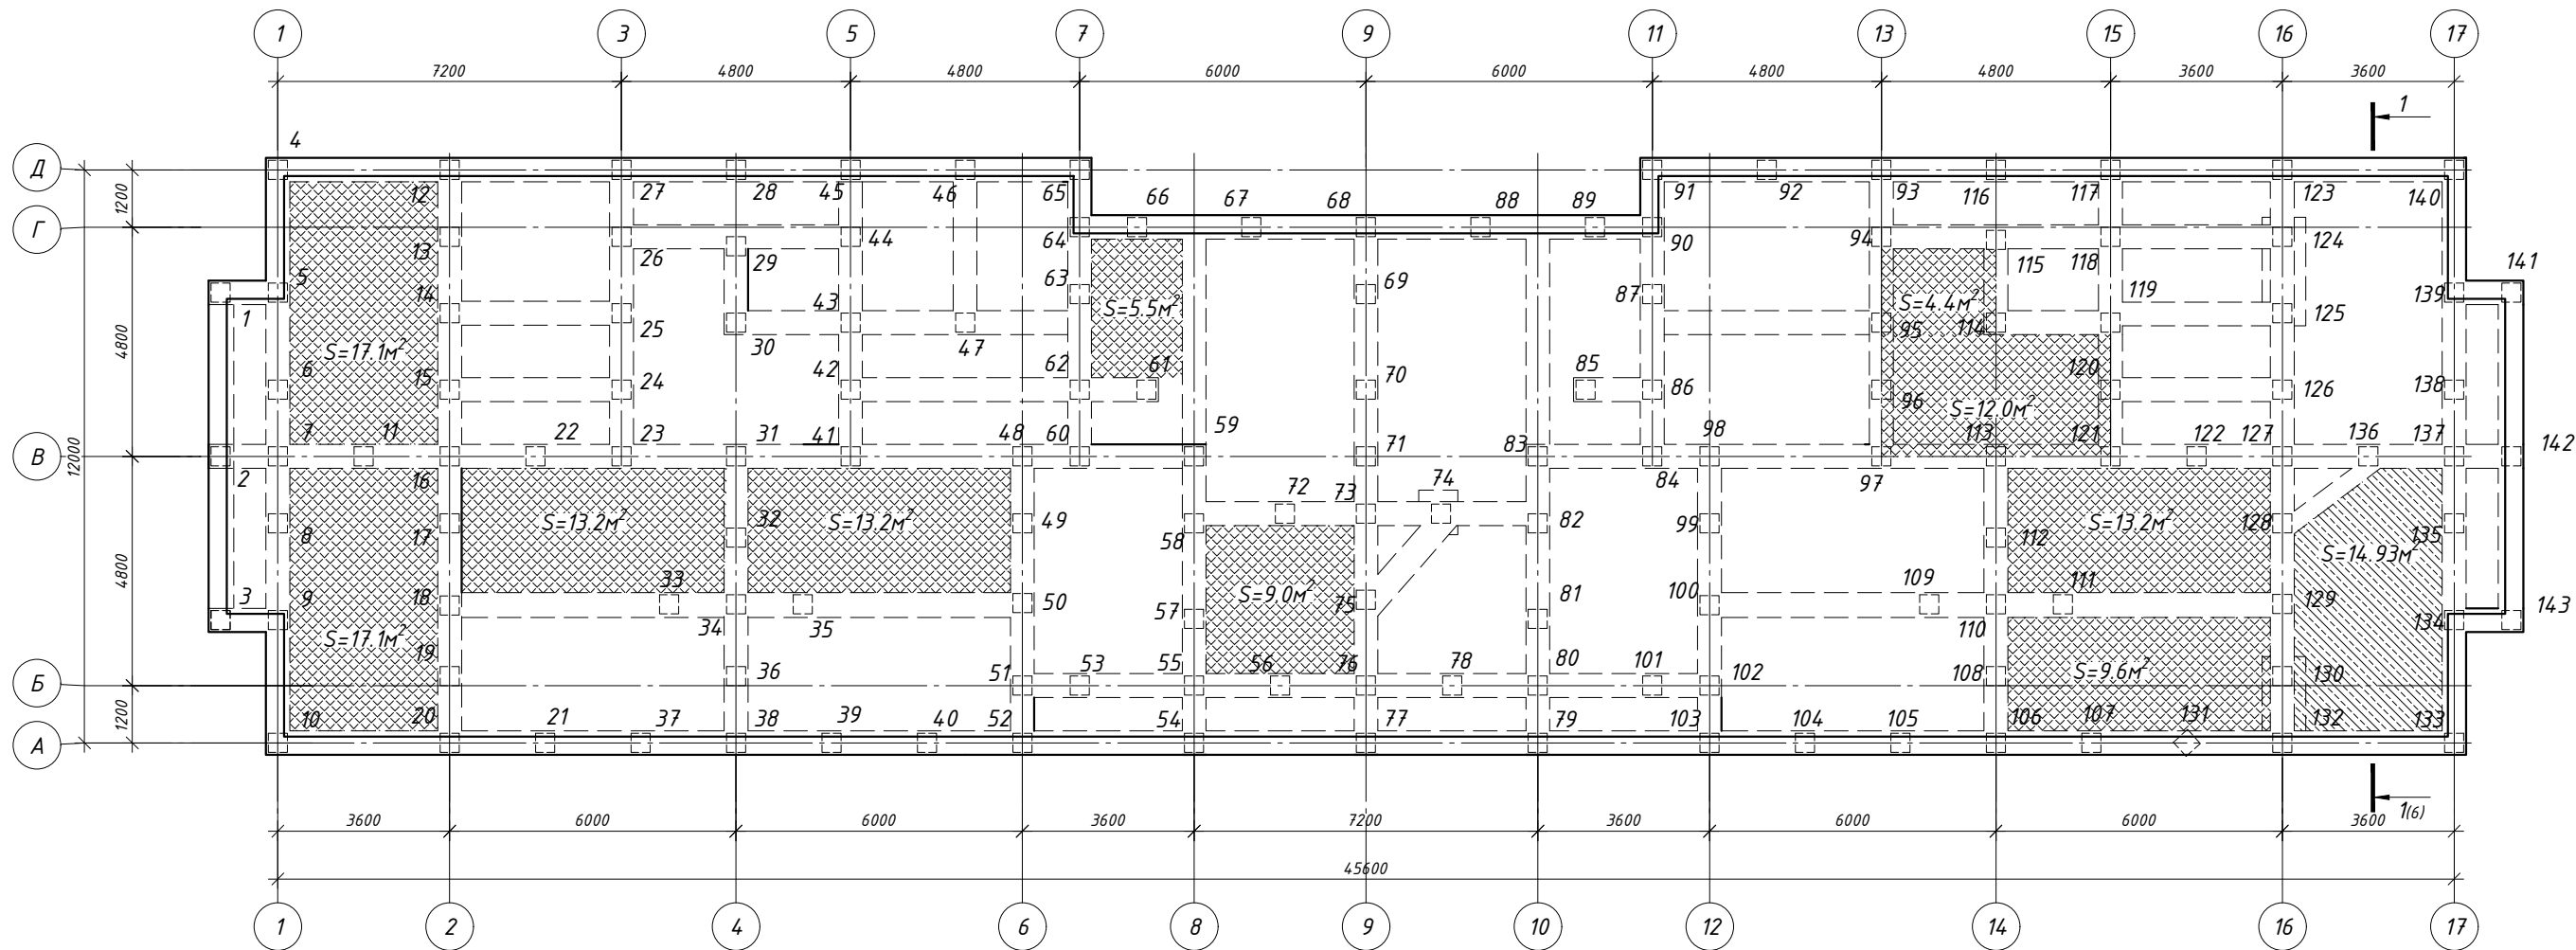 1 3 5 7 9 11 13 15 16 17
7200 4800 4800 6000 6000 4800 4800 3600 3600
1
4
Д
1200
12 27 28 45 46 65 66 67 68 88 89 91 92 93 116 117 123 140
Г
13 26 29 44 64 90 94 115 118 124
141
5 14 43 63 69 87 119 139
S=5.5м² S=4.4м²
1 25 30 47 95 114 125
4800
S=17.1м²
6 15 24 42 62 61 70 85 86 96 120 126 138
S=12.0м²
7 11 22 23 31 41 48 60 59 71 83 98 113 121 122 127 136 137 142
В
12000
2 16 72 73 74 84 97
S=13.2м² 32 S=13.2м² S=13.2м²
8 17 49 58 82 99 112 128 135
S=14.93м²
4800
3 9 18 33 50 57 S=9.0м² 75 81 100 109 111 129 143
34 35 110 134
S=17.1м²
19 36 51 53 55 56 76 78 80 101 102 108 S=9.6м² 130
Б
1200
10 20 21 37 38 39 40 52 54 77 79 103 104 105 106 107 131 132 133
А
1(6)
3600 6000 6000 3600 7200 3600 6000 6000 3600
45600
1 2 4 6 8 9 10 12 14 16 17